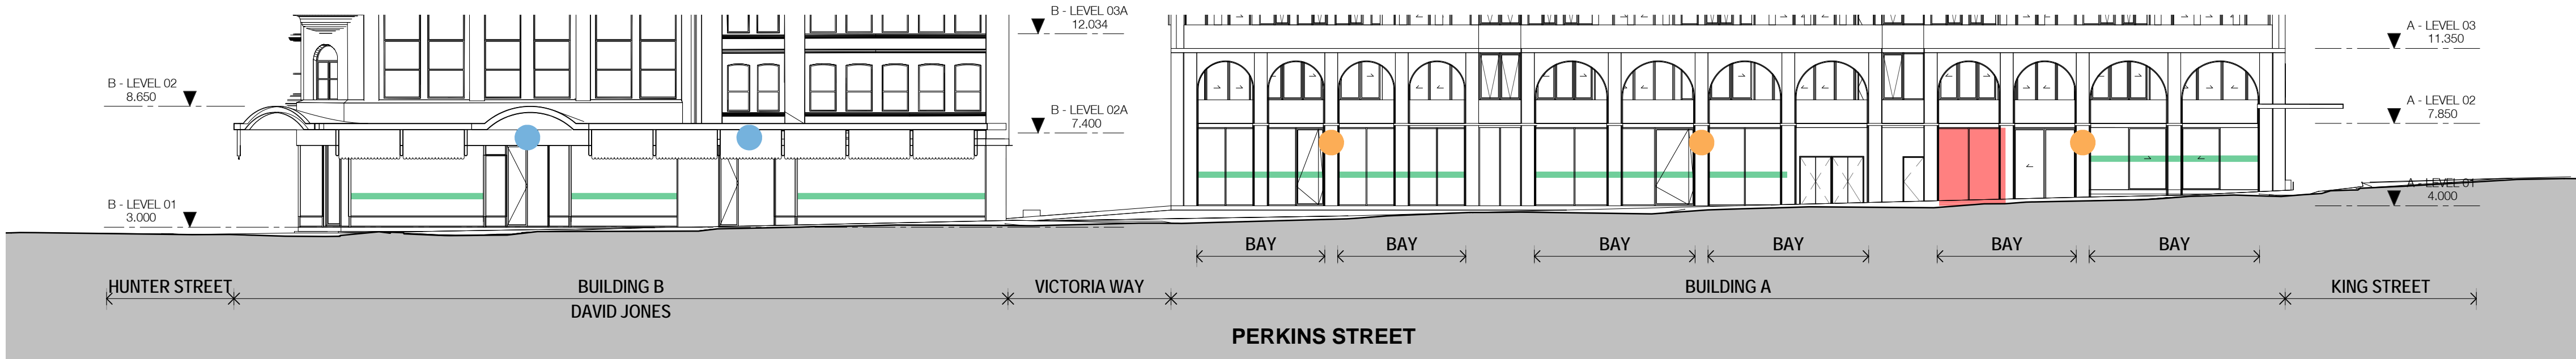 B - LEVEL 03A
12.034
A - LEVEL 03
11.350
B - LEVEL 02
8.650
B - LEVEL 02A
7.400
A - LEVEL 02
7.850
B - LEVEL 01
3.000
A - LEVEL 01
4.000
BAY
BAY
BAY
BAY
BAY
BAY
HUNTER STREET
BUILDING B
DAVID JONES
VICTORIA WAY
BUILDING A
KING STREET
PERKINS STREET